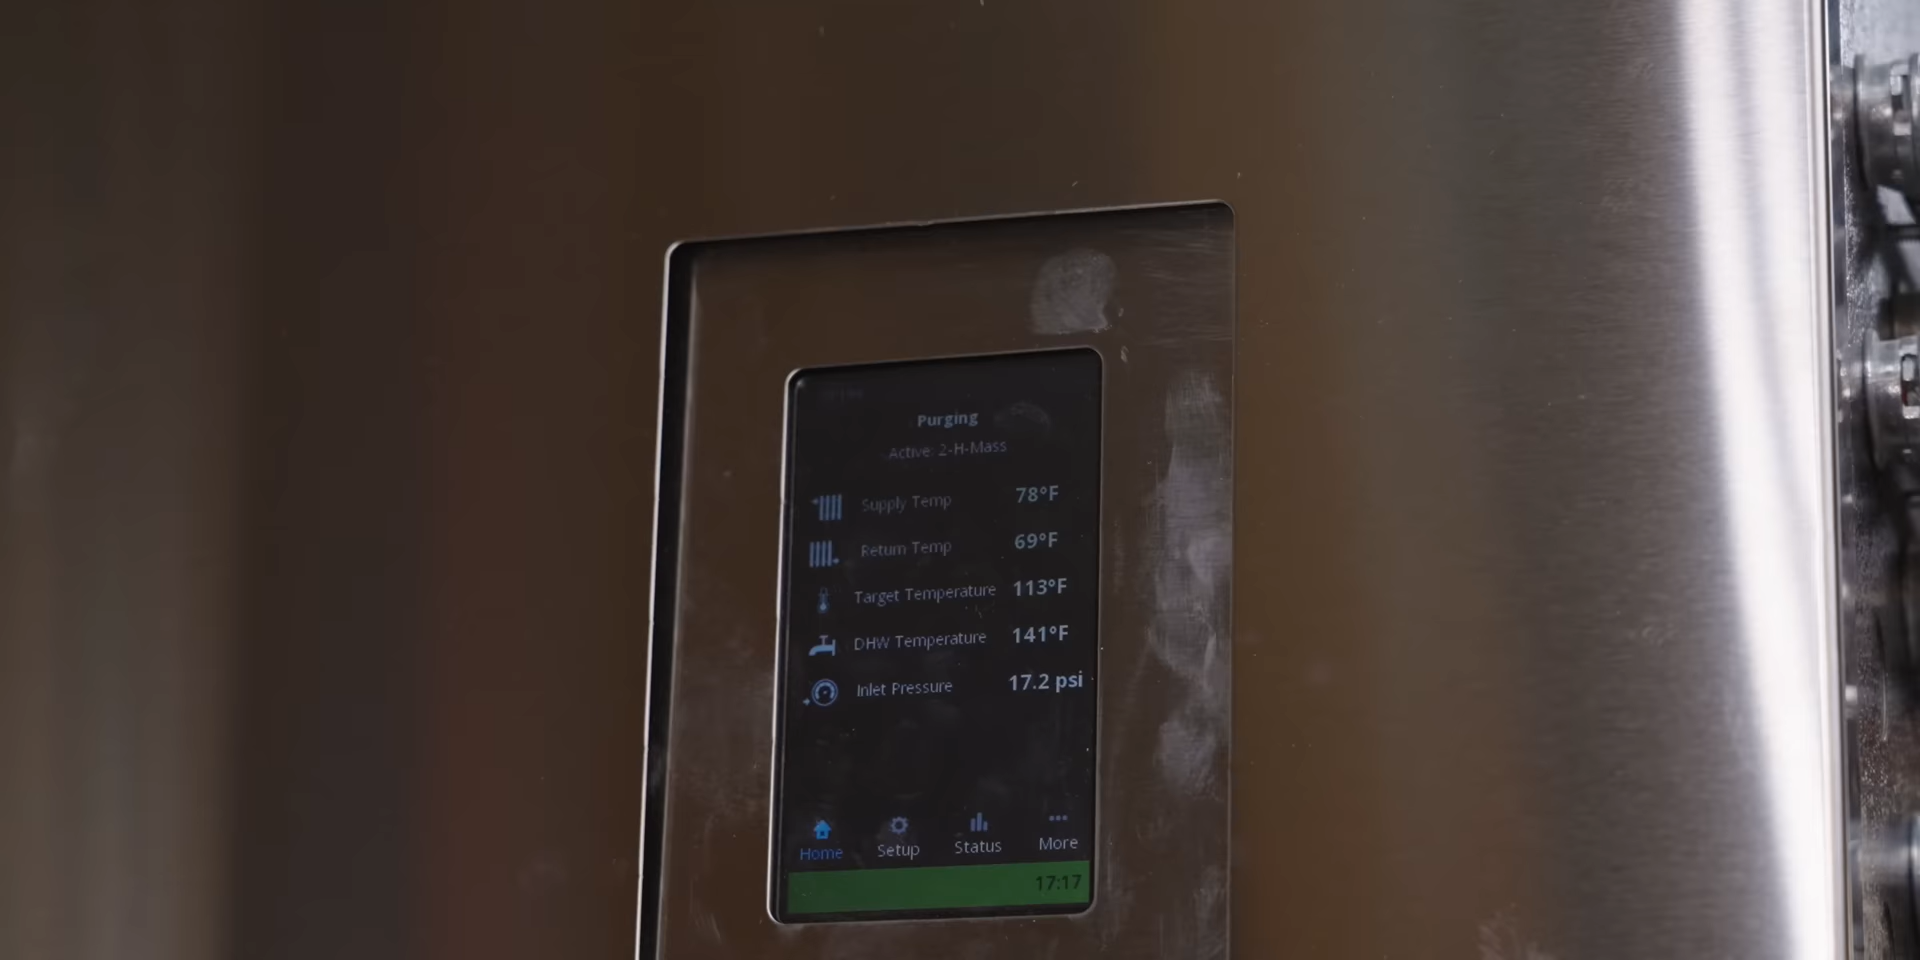 Purging
Active: 2-H-Mass
Supply Temp 78°F
Return Temp 69°F
Target Temperature 113°F
DHW Temperature 141°F
Inlet Pressure 17.2 psi
Home Setup Status More
17:17